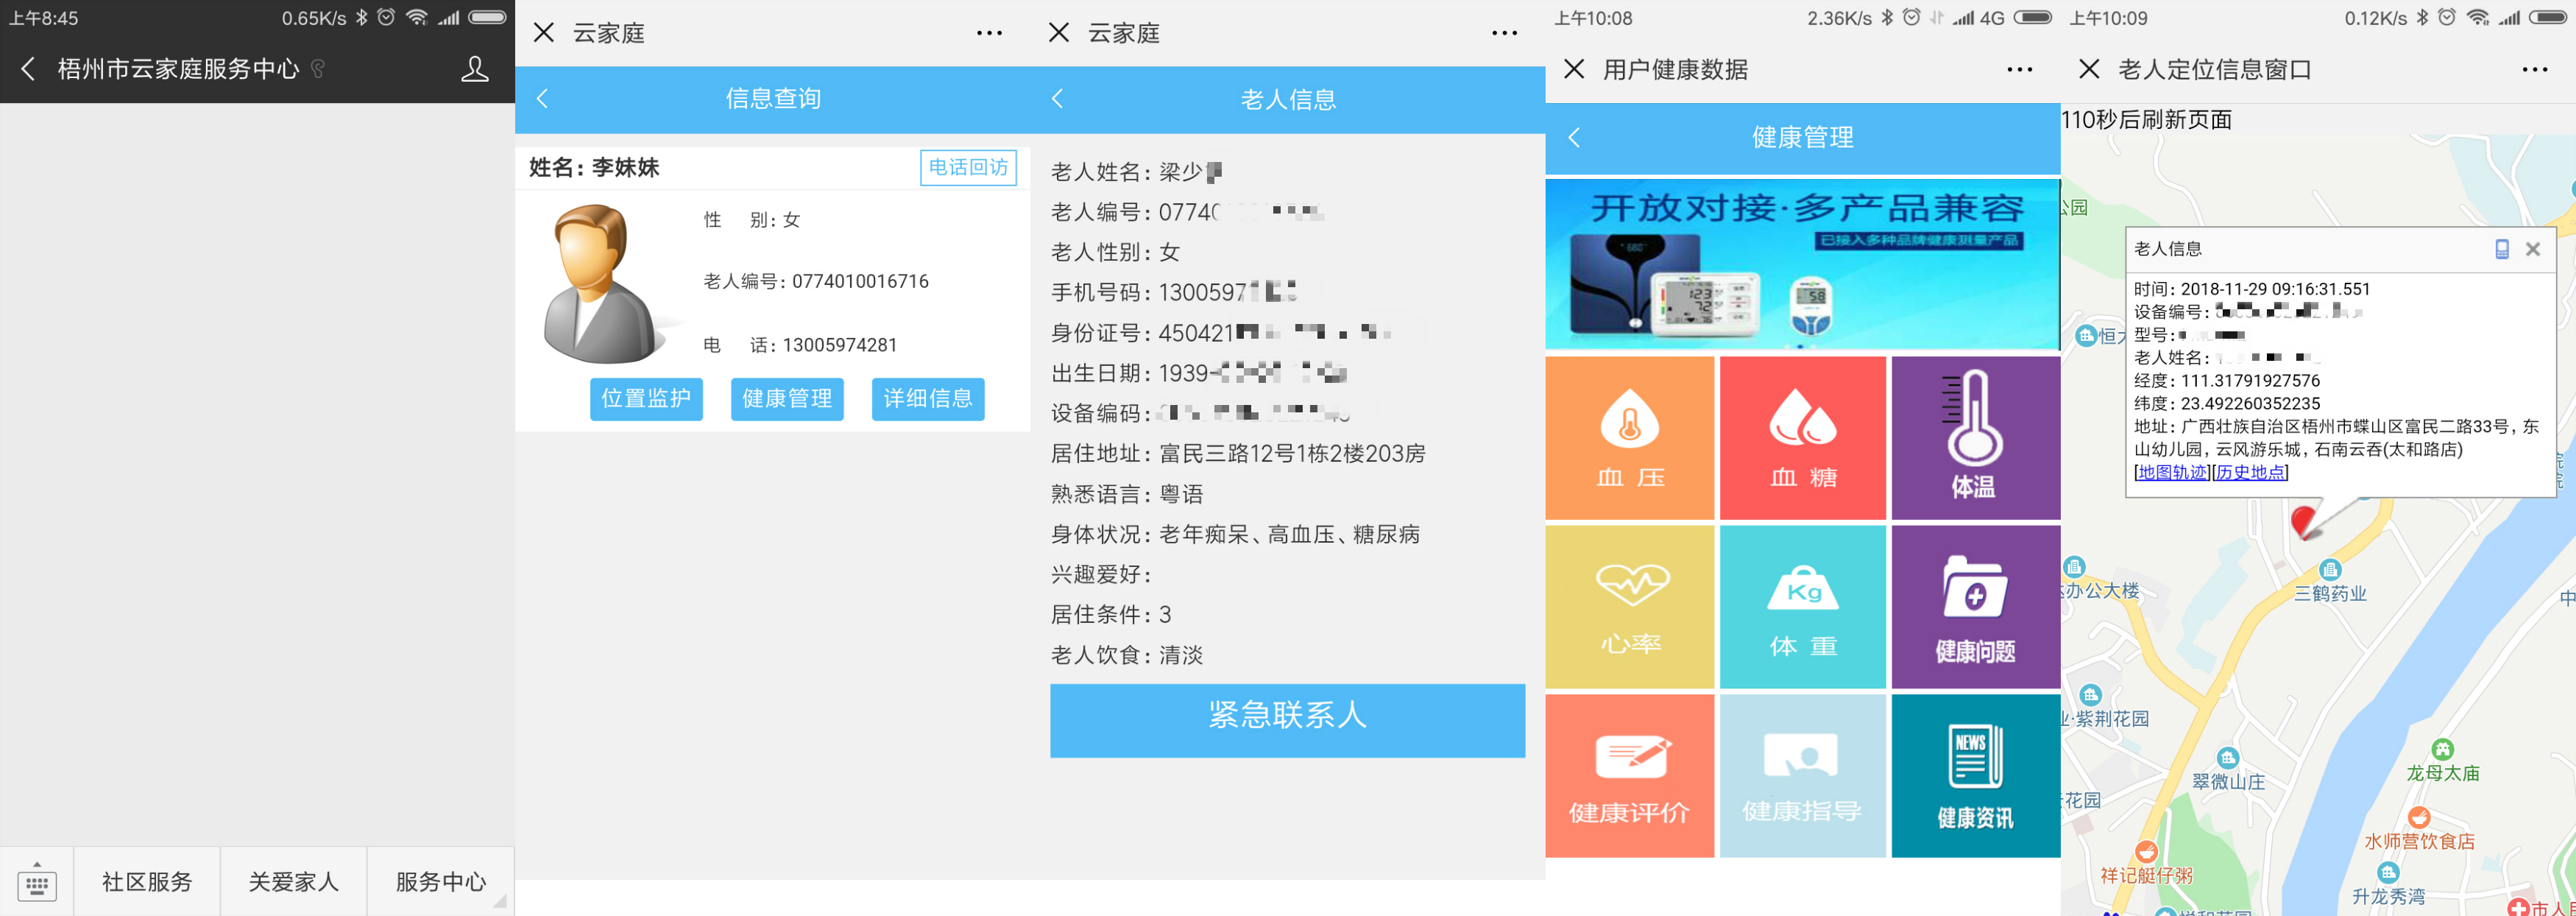 上午8:45 0.65K/s
梧州市云家庭服务中心
社区服务 关爱家人 服务中心
云家庭
信息查询
姓名: 李妹妹 电话回访
性 别: 女
老人编号: 0774010016716
电 话: 13005974281
位置监护 健康管理 详细信息
云家庭
老人信息
老人姓名: 梁少
老人编号: 0774
老人性别: 女
手机号码: 1300597
身份证号: 450421
出生日期: 1939-
设备编码:
居住地址: 富民三路12号1栋2楼203房
熟悉语言: 粤语
身体状况: 老年痴呆、高血压、糖尿病
兴趣爱好:
居住条件: 3
老人饮食: 清淡
紧急联系人
上午10:08 2.36K/s 4G
用户健康数据
健康管理
开放对接·多产品兼容
已接入多种品牌健康测量产品
血 压 血 糖 体温
Kg
心率 体 重 健康问题
NEWS
健康评价 健康指导 健康资讯
上午10:09 0.12K/s
老人定位信息窗口
110秒后刷新页面
公园
老人信息
时间: 2018-11-29 09:16:31.551
设备编号:
型号:
老人姓名:
经度: 111.31791927576
纬度: 23.492260352235
地址: 广西壮族自治区梧州市蝶山区富民二路33号, 东
山幼儿园, 云风游乐城, 石南云吞(太和路店)
[地图轨迹][历史地点]
恒
三鹤药业
办公大楼
中
紫荆花园
龙母太庙
翠微山庄
花园
水师营饮食店
祥记艇仔粥
升龙秀湾
市人